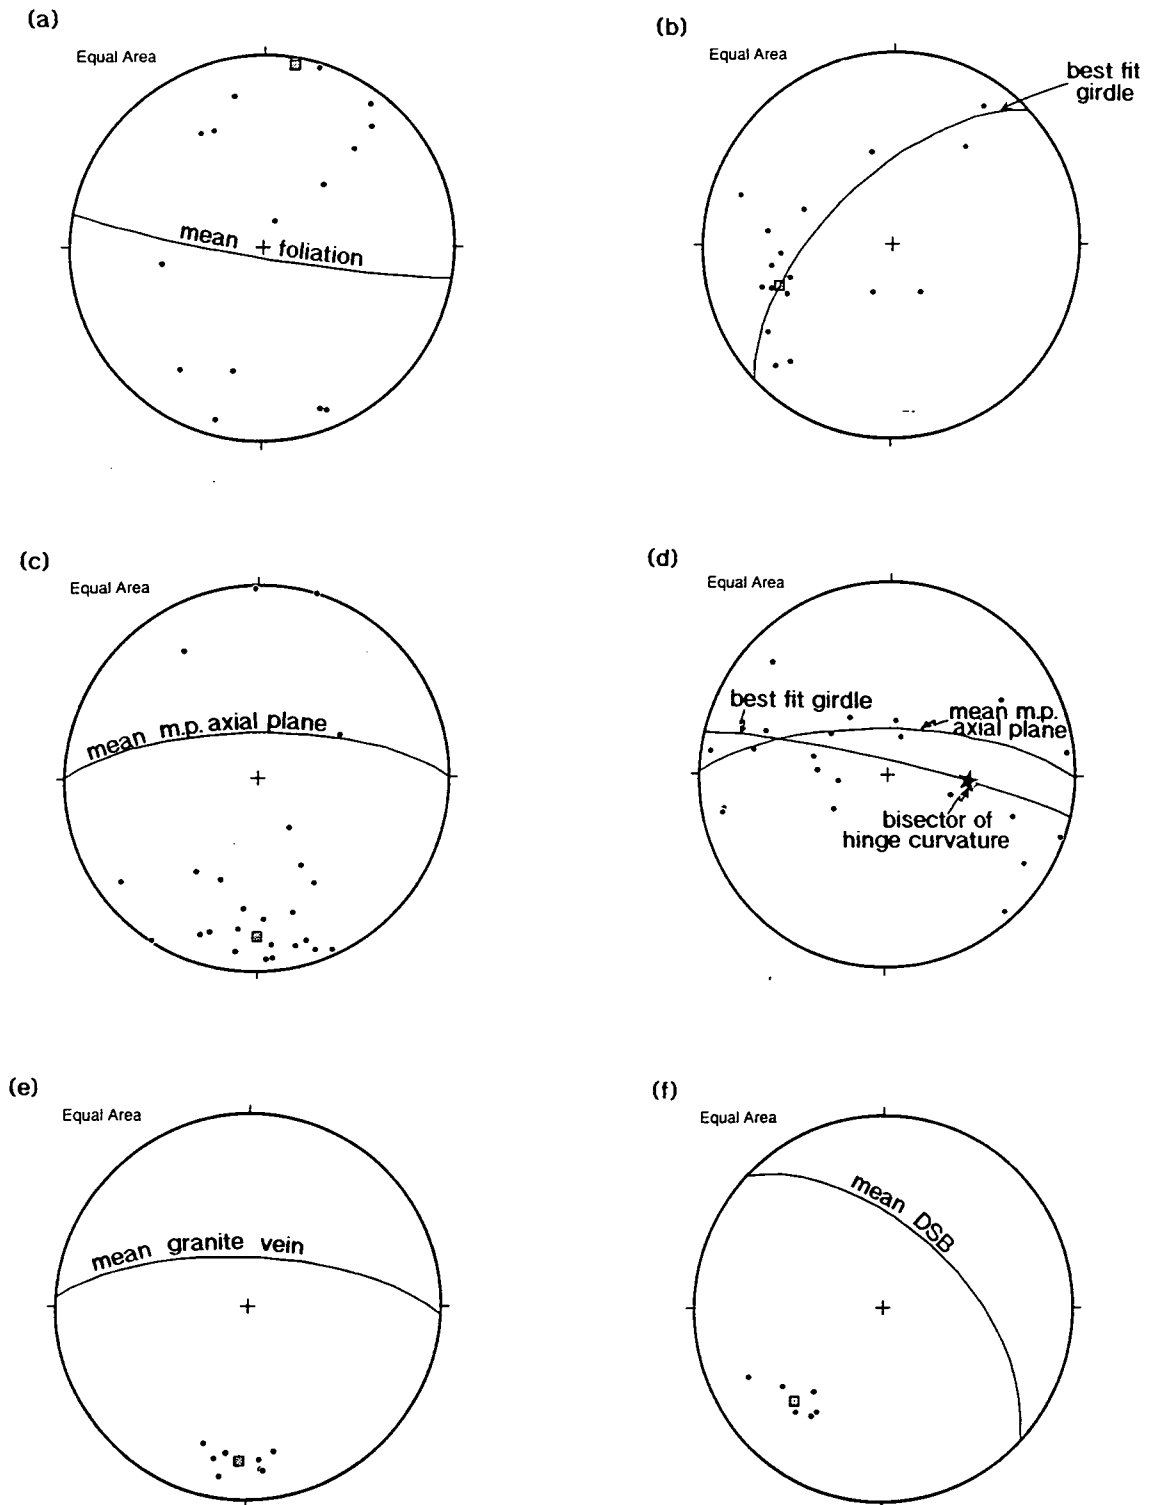 (a)
Equal Area
mean foliation
(b)
Equal Area
best fit
girdle
(c)
Equal Area
mean m.p. axial plane
(d)
Equal Area
best fit girdle
mean m.p.
axial plane
bisector of
hinge curvature
(e)
Equal Area
mean granite vein
(f)
Equal Area
mean DSB